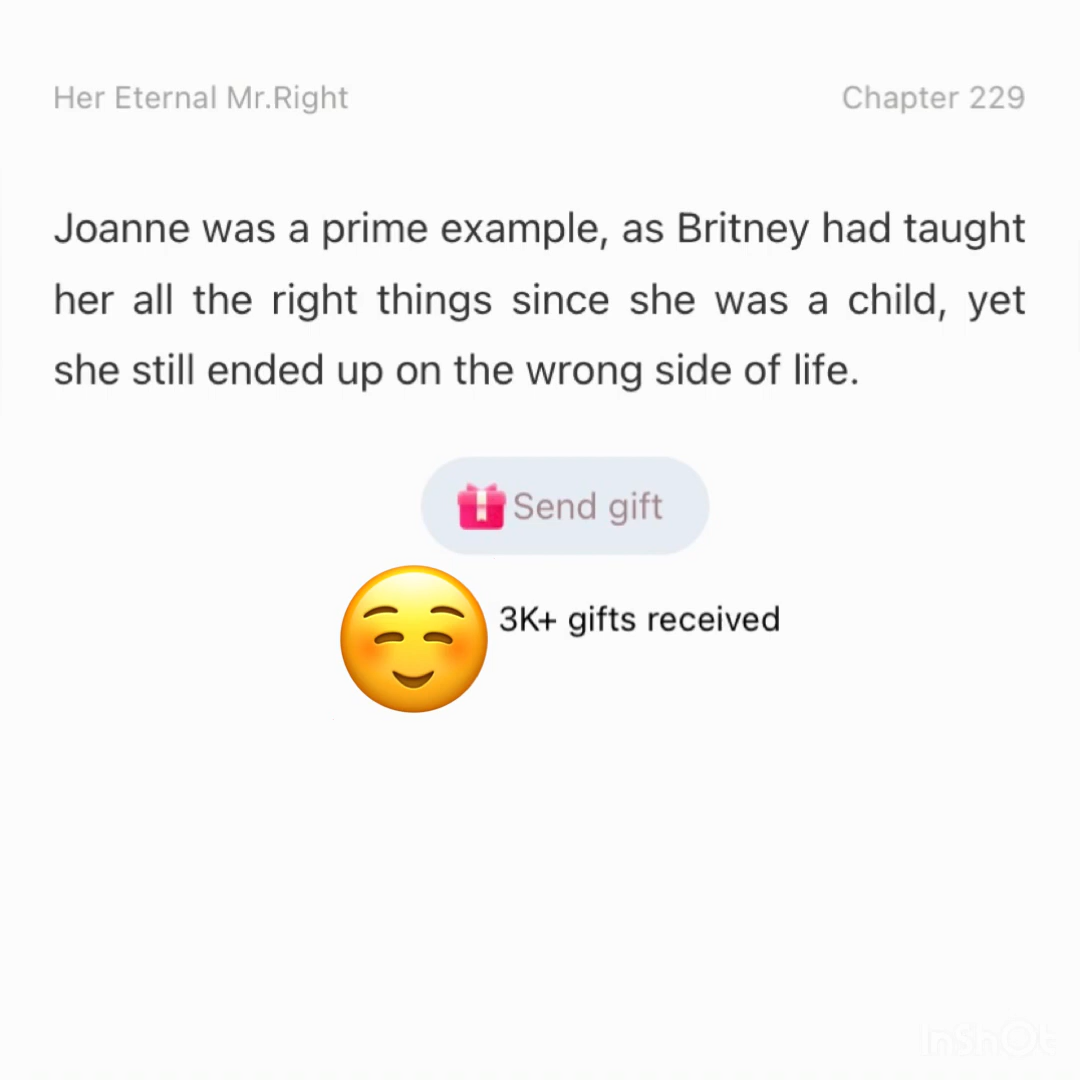 Her Eternal Mr.Right
Chapter 229
Joanne was a prime example, as Britney had taught
her all the right things since she was a child, yet
she still ended up on the wrong side of life.
Send gift
3K+ gifts received
InShOt